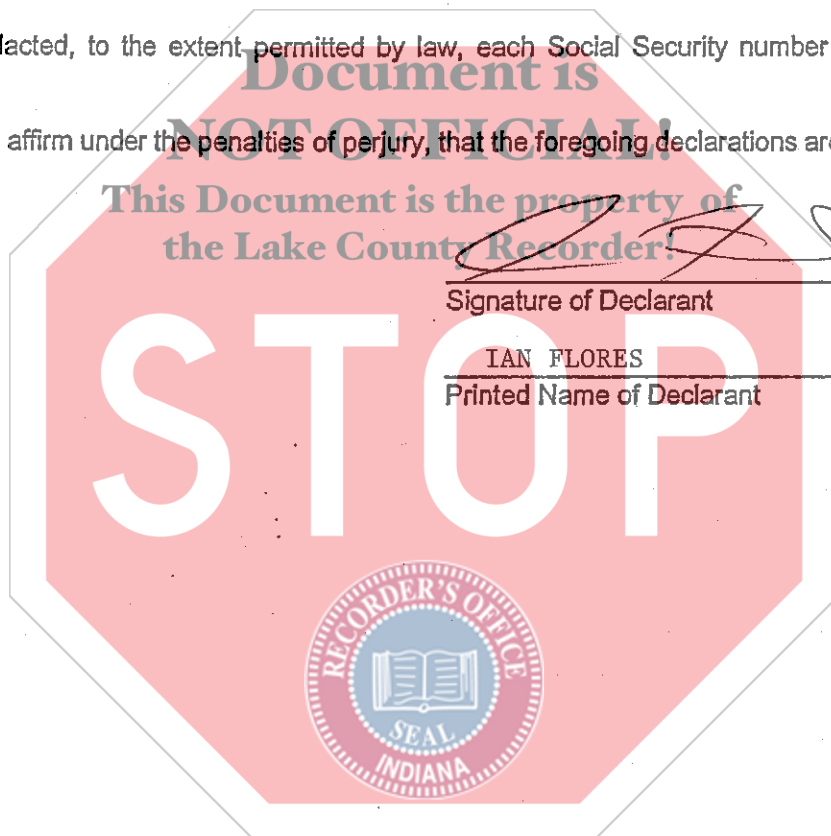 lacted, to the extent permitted by law, each Social Security number
Document is
affirm under the penalties of perjury, that the foregoing declarations are
NOT OFFICIAL!
This Document is the property of
the Lake County Recorder!
Signature of Declarant
IAN FLORES
Printed Name of Declarant
STOP
RECORDER'S OFFICE
SEAL
INDIANA